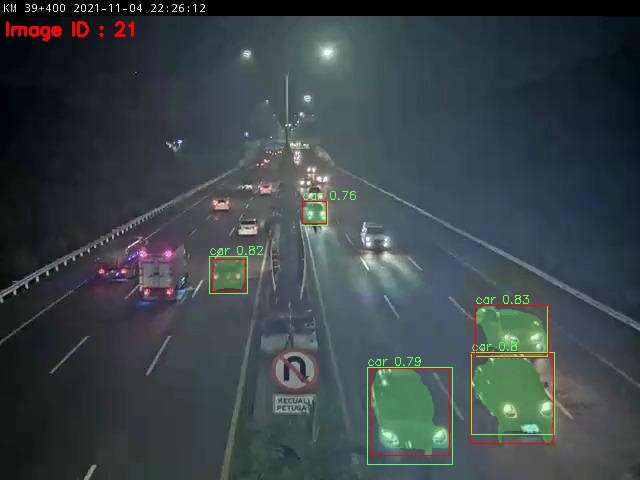 KM 39+400 2021-11-04 22:26:12
Image ID : 21
car 0.76
car 0.82
car 0.83
car 0.8
car 0.79
KECUALI
PETUGAS